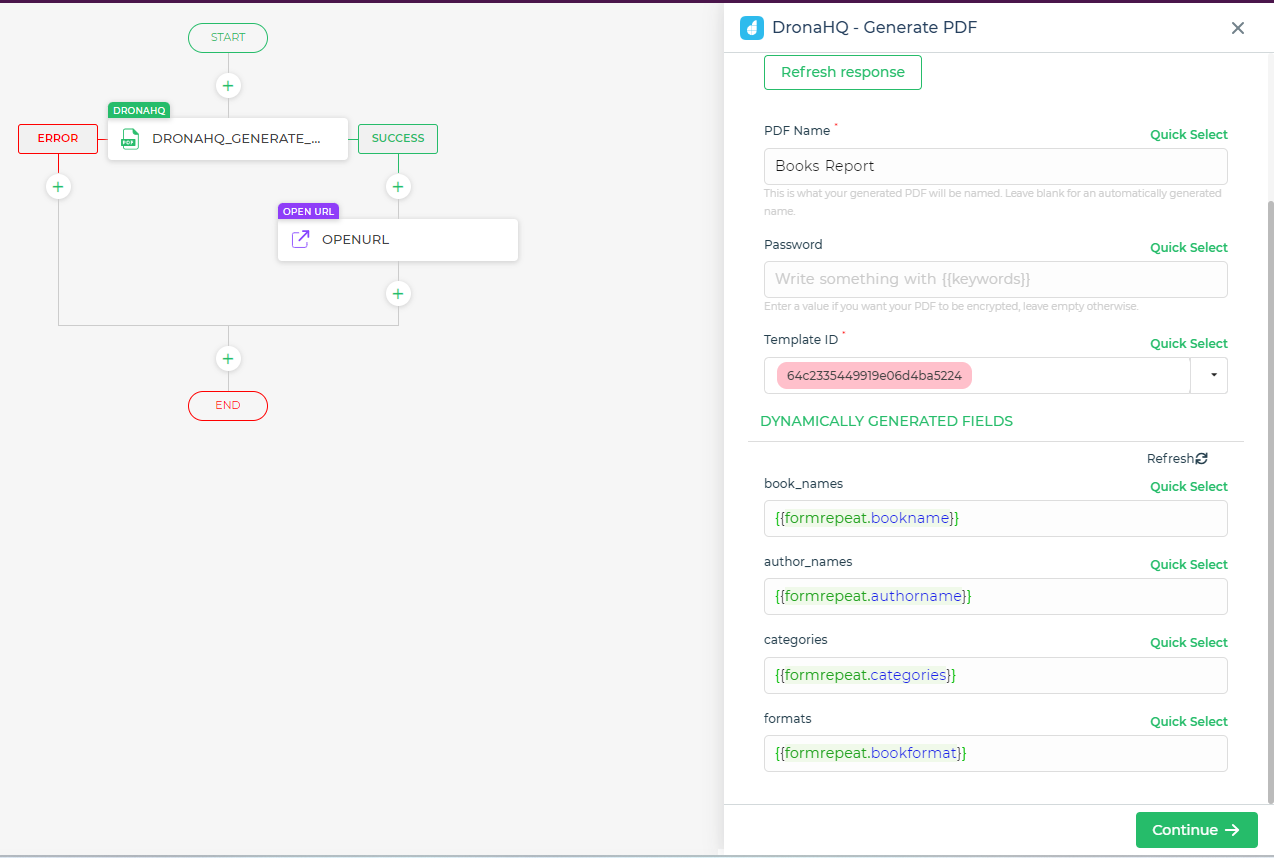 START
DRONAHQ
ERROR
DRONAHQ_GENERATE_...
SUCCESS
OPEN URL
OPENURL
END
DronaHQ - Generate PDF
Refresh response
PDF Name *
Quick Select
Books Report
This is what your generated PDF will be named. Leave blank for an automatically generated
name.
Password
Quick Select
Write something with {{keywords}}
Enter a value if you want your PDF to be encrypted, leave empty otherwise.
Template ID *
Quick Select
64c2335449919e06d4ba5224
DYNAMICALLY GENERATED FIELDS
Refresh
book_names
Quick Select
{{formrepeat.bookname}}
author_names
Quick Select
{{formrepeat.authorname}}
categories
Quick Select
{{formrepeat.categories}}
formats
Quick Select
{{formrepeat.bookformat}}
Continue